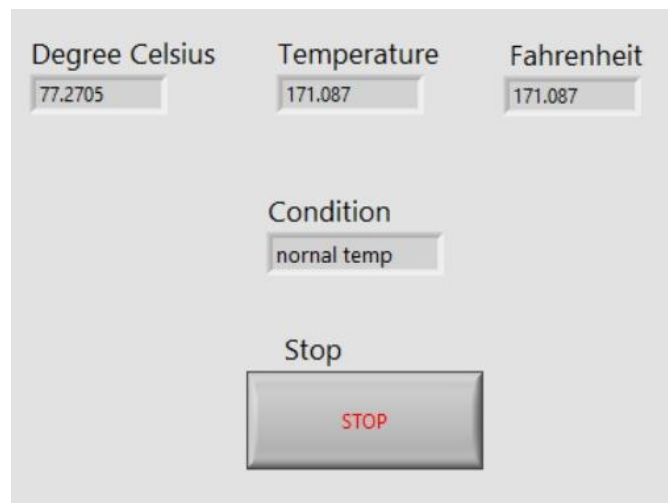 Degree Celsius Temperature Fahrenheit
77.2705 171.087 171.087
Condition
nornal temp
Stop
STOP